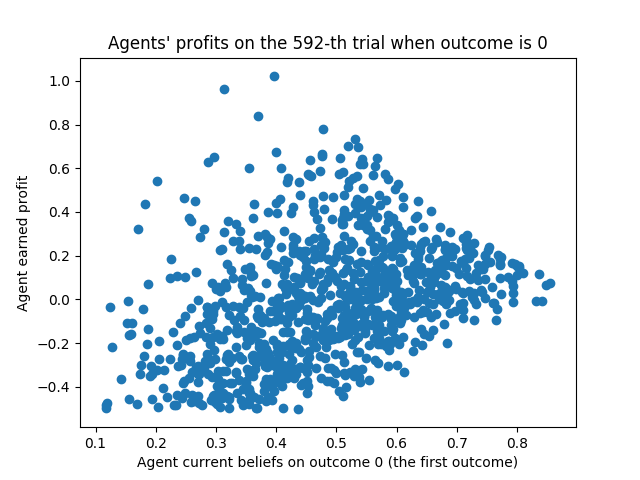 Agents' profits on the 592-th trial when outcome is 0
1.0
0.8
0.6
0.4
0.2
0.0
−0.2
−0.4
Agent earned profit
0.1 0.2 0.3 0.4 0.5 0.6 0.7 0.8
Agent current beliefs on outcome 0 (the first outcome)